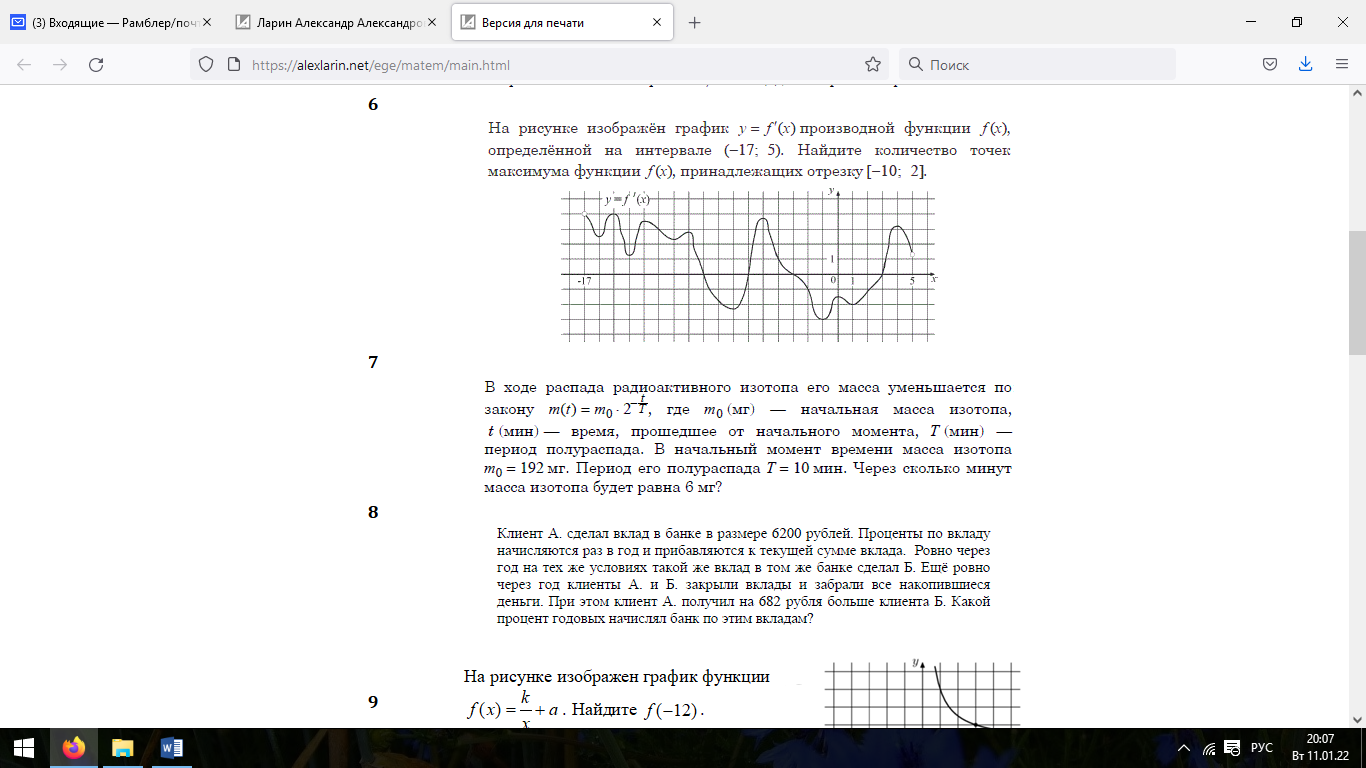 (3) Входящие — Рамблер/поч
Ларин Александр Александро
Версия для печати
https://alexlarin.net/ege/matem/main.html
Поиск
6
На рисунке изображён график y = f′(x) производной функции f(x),
определённой на интервале (−17; 5). Найдите количество точек
максимума функции f(x), принадлежащих отрезку [−10; 2].
y = f′(x)
y
1
-17
0
1
5
x
7
В ходе распада радиоактивного изотопа его масса уменьшается по
закону m(t) = m₀ · 2^(−t/T), где m₀ (мг) — начальная масса изотопа,
t (мин) — время, прошедшее от начального момента, T (мин) —
период полураспада. В начальный момент времени масса изотопа
m₀ = 192 мг. Период его полураспада T = 10 мин. Через сколько минут
масса изотопа будет равна 6 мг?
8
Клиент А. сделал вклад в банке в размере 6200 рублей. Проценты по вкладу
начисляются раз в год и прибавляются к текущей сумме вклада. Ровно через
год на тех же условиях такой же вклад в том же банке сделал Б. Ещё ровно
через год клиенты А. и Б. закрыли вклады и забрали все накопившиеся
деньги. При этом клиент А. получил на 682 рубля больше клиента Б. Какой
процент годовых начислял банк по этим вкладам?
9
На рисунке изображен график функции
f(x) = k/x + a. Найдите f(−12).
y
РУС
20:07
Вт 11.01.22